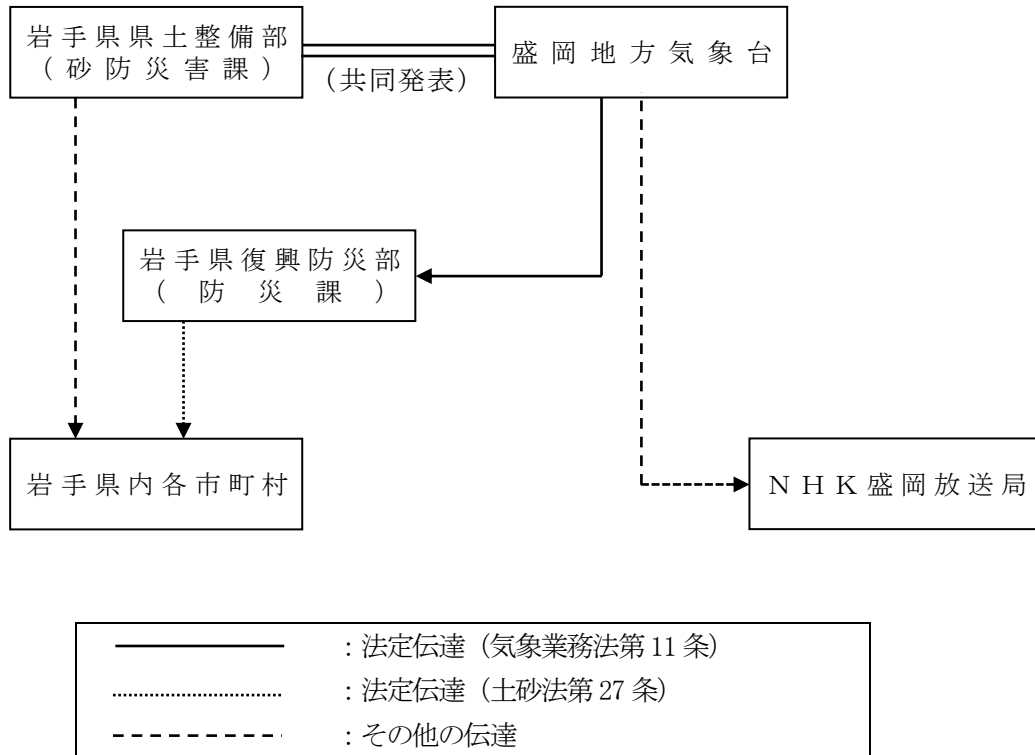 岩手県県土整備部
(砂防災害課)
盛岡地方気象台
(共同発表)
岩手県復興防災部
(防災課)
岩手県内各市町村
NHK盛岡放送局
:法定伝達(気象業務法第11条)
:法定伝達(土砂法第27条)
:その他の伝達